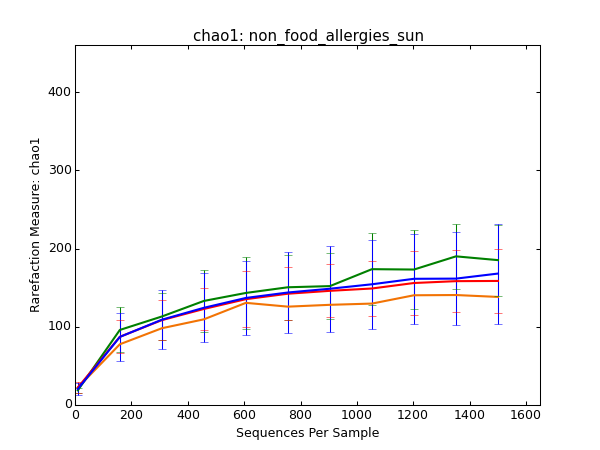 chao1: non_food_allergies_sun
400
300
200
100
0
0 200 400 600 800 1000 1200 1400 1600
Rarefaction Measure: chao1
Sequences Per Sample